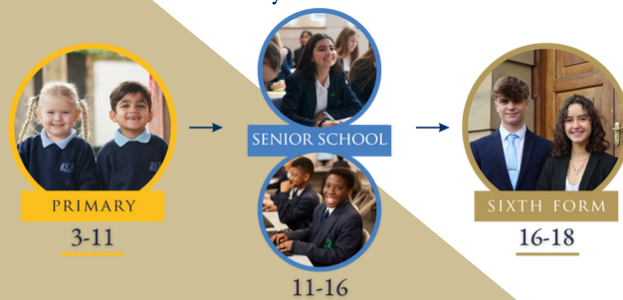 PRIMARY
3-11
SENIOR SCHOOL
11-16
SIXTH FORM
16-18